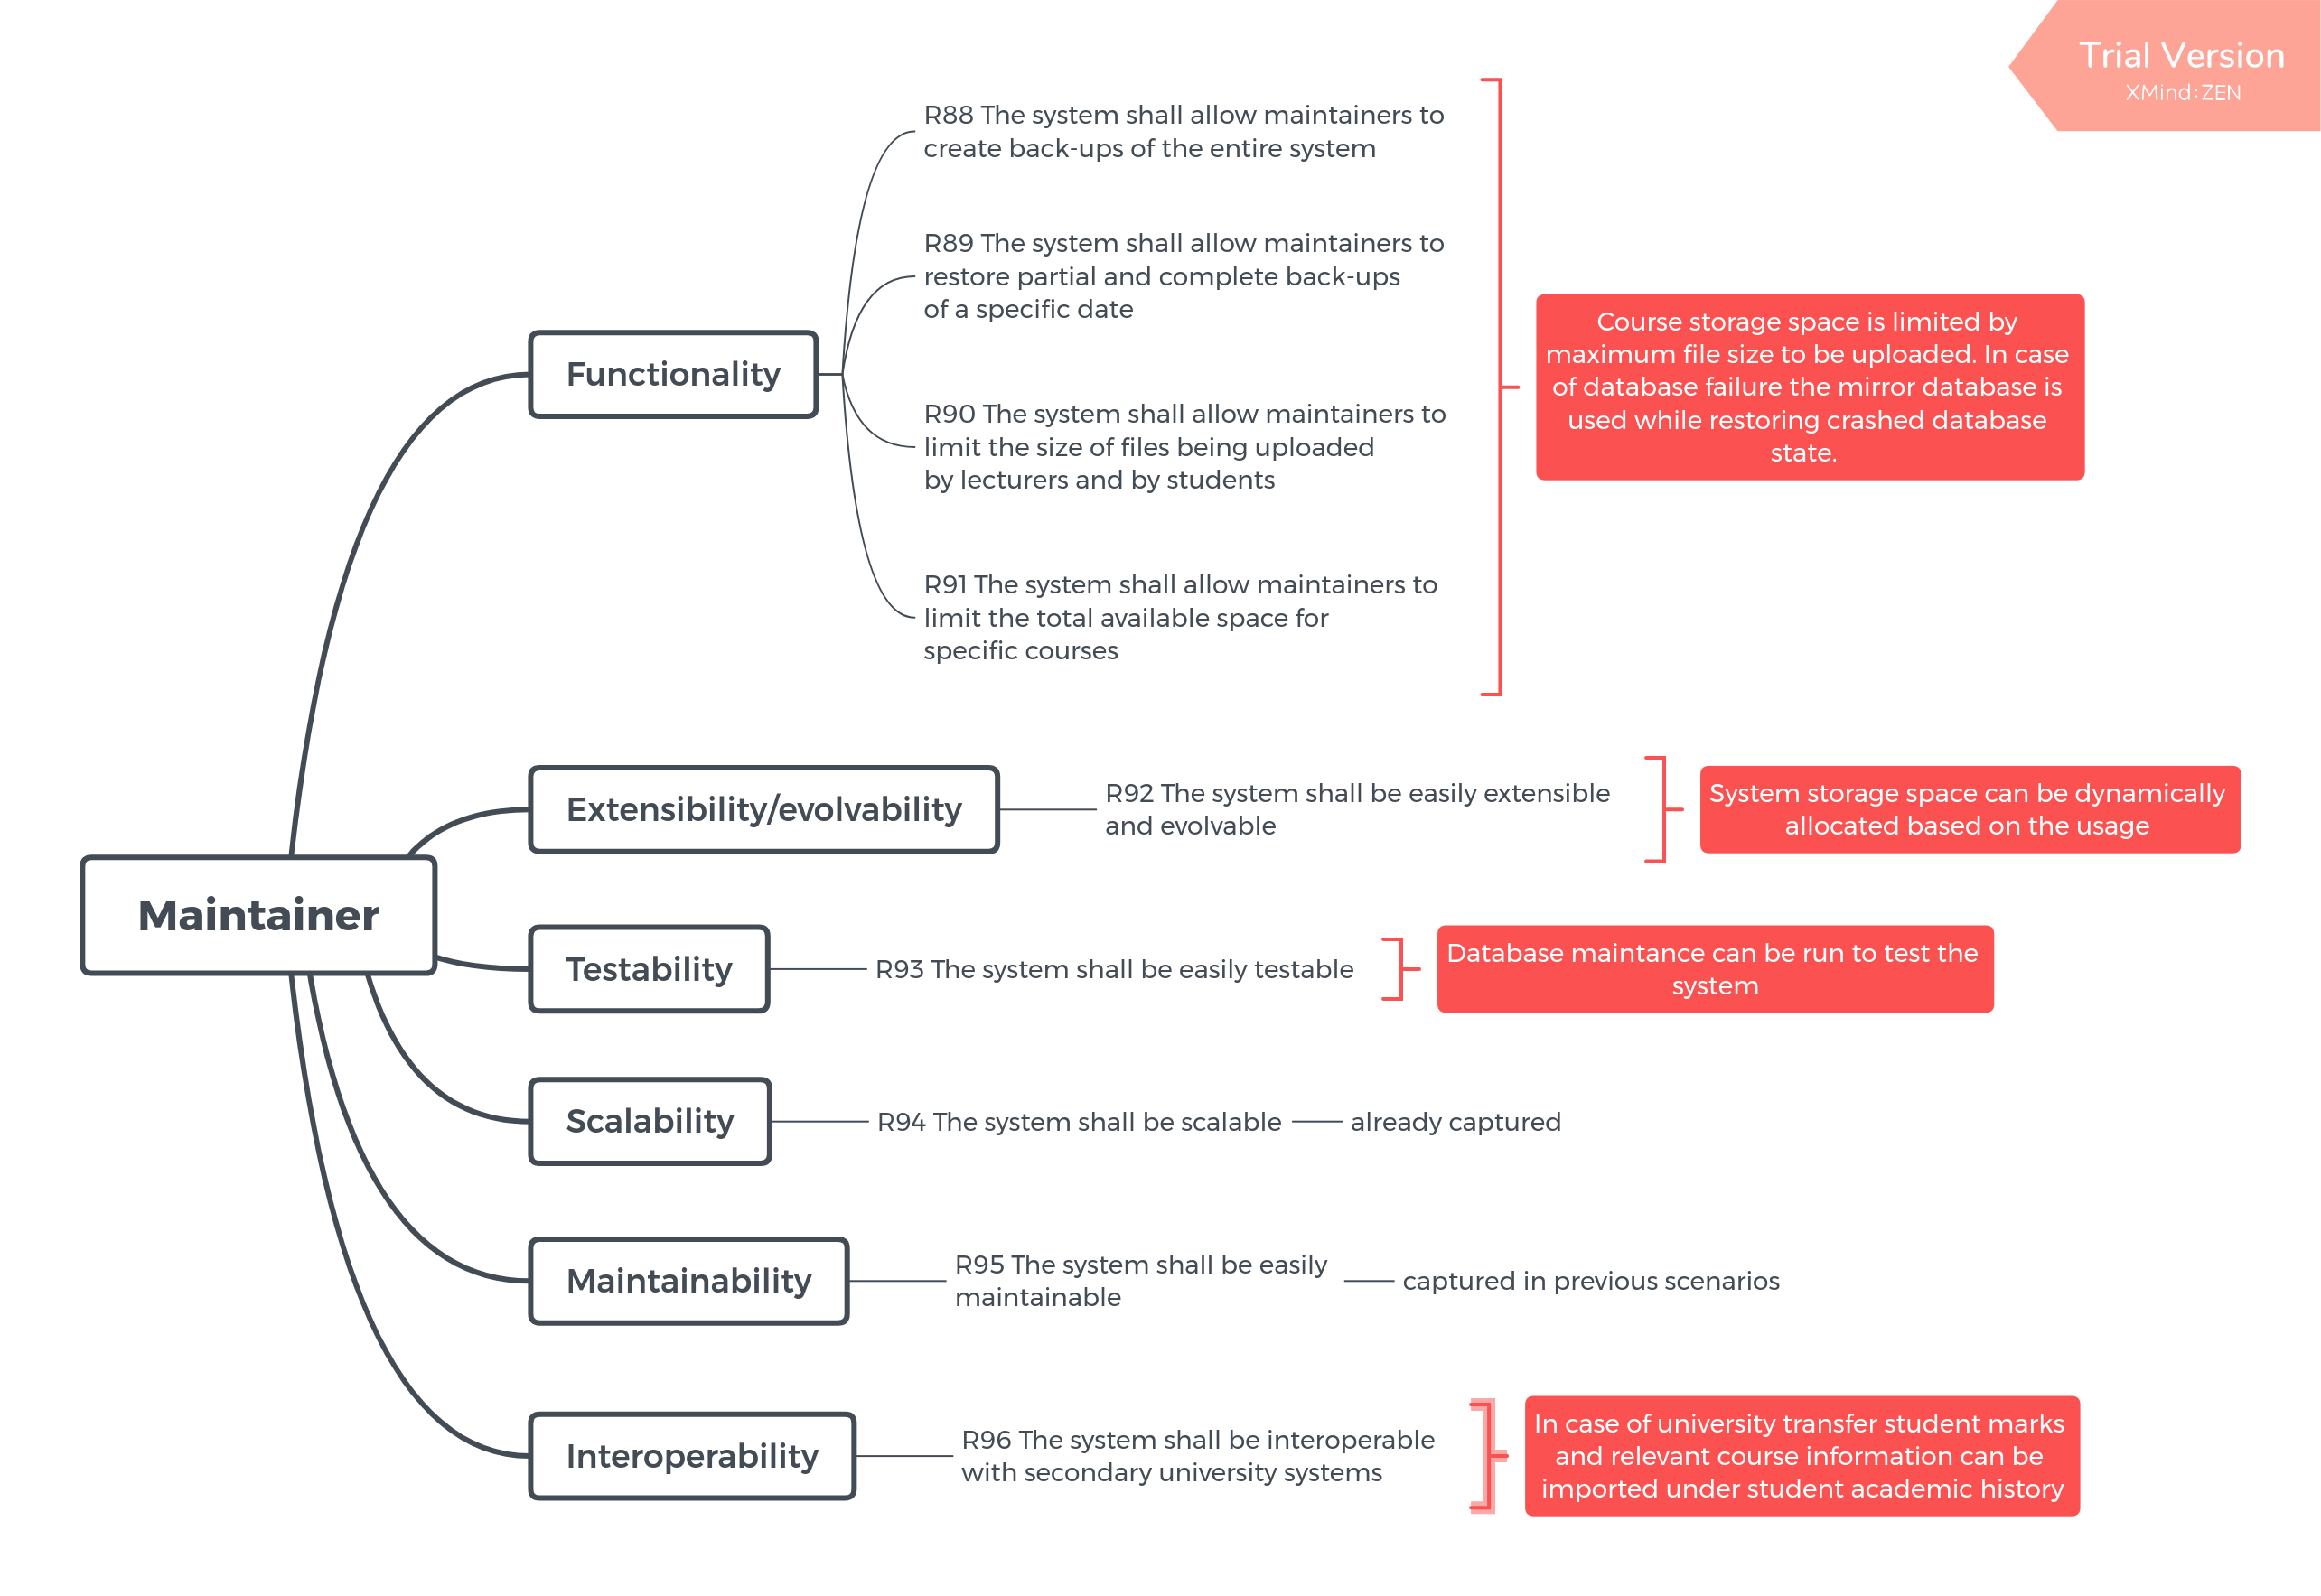 Trial Version
XMind:ZEN
R88 The system shall allow maintainers to
create back-ups of the entire system
R89 The system shall allow maintainers to
restore partial and complete back-ups
of a specific date
Functionality
R90 The system shall allow maintainers to
limit the size of files being uploaded
by lecturers and by students
R91 The system shall allow maintainers to
limit the total available space for
specific courses
Course storage space is limited by
maximum file size to be uploaded. In case
of database failure the mirror database is
used while restoring crashed database
state.
Extensibility/evolvability
R92 The system shall be easily extensible
and evolvable
System storage space can be dynamically
allocated based on the usage
Maintainer
Testability
R93 The system shall be easily testable
Database maintance can be run to test the
system
Scalability
R94 The system shall be scalable
already captured
Maintainability
R95 The system shall be easily
maintainable
captured in previous scenarios
Interoperability
R96 The system shall be interoperable
with secondary university systems
In case of university transfer student marks
and relevant course information can be
imported under student academic history